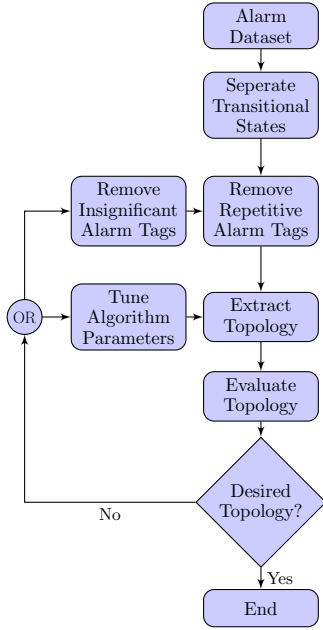 Alarm
Dataset
Seperate
Transitional
States
Remove
Insignificant
Alarm Tags
Remove
Repetitive
Alarm Tags
OR
Tune
Algorithm
Parameters
Extract
Topology
Evaluate
Topology
Desired
Topology?
No
Yes
End